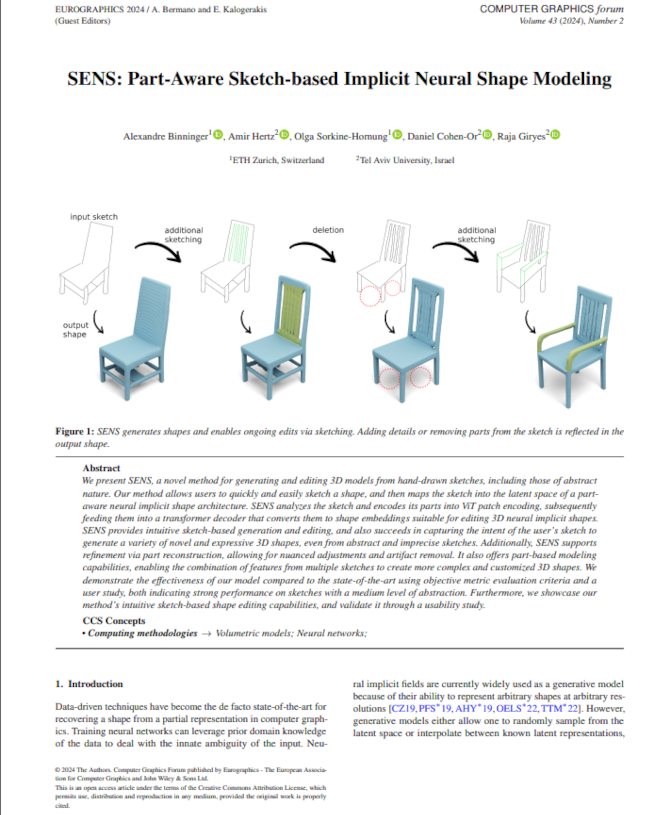 EUROGRAPHICS 2024 / A. Bermano and E. Kalogerakis
(Guest Editors)
COMPUTER GRAPHICS forum
Volume 43 (2024), Number 2
SENS: Part-Aware Sketch-based Implicit Neural Shape Modeling
Alexandre Binninger¹, Amir Hertz², Olga Sorkine-Hornung¹, Daniel Cohen-Or², Raja Giryes²
¹ETH Zurich, Switzerland ²Tel Aviv University, Israel
input sketch
additional
sketching
deletion
additional
sketching
output
shape
Figure 1: SENS generates shapes and enables ongoing edits via sketching. Adding details or removing parts from the sketch is reflected in the
output shape.
Abstract
We present SENS, a novel method for generating and editing 3D models from hand-drawn sketches, including those of abstract
nature. Our method allows users to quickly and easily sketch a shape, and then maps the sketch into the latent space of a part-
aware neural implicit shape architecture. SENS analyzes the sketch and encodes its parts into ViT patch encoding, subsequently
feeding them into a transformer decoder that converts them to shape embeddings suitable for editing 3D neural implicit shapes.
SENS provides intuitive sketch-based generation and editing, and also succeeds in capturing the intent of the user's sketch to
generate a variety of novel and expressive 3D shapes, even from abstract and imprecise sketches. Additionally, SENS supports
refinement via part reconstruction, allowing for nuanced adjustments and artifact removal. It also offers part-based modeling
capabilities, enabling the combination of features from multiple sketches to create more complex and customized 3D shapes. We
demonstrate the effectiveness of our model compared to the state-of-the-art using objective metric evaluation criteria and a
user study, both indicating strong performance on sketches with a medium level of abstraction. Furthermore, we showcase our
method's intuitive sketch-based shape editing capabilities, and validate it through a usability study.
CCS Concepts
• Computing methodologies → Volumetric models; Neural networks;
1. Introduction
Data-driven techniques have become the de facto state-of-the-art for
recovering a shape from a partial representation in computer graph-
ics. Training neural networks can leverage prior domain knowledge
of the data to deal with the innate ambiguity of the input. Neu-
ral implicit fields are currently widely used as a generative model
because of their ability to represent arbitrary shapes at arbitrary res-
olutions [CZ19, PFS*19, AHY*19, OELS*22, TTM*22]. However,
generative models either allow one to randomly sample from the
latent space or interpolate between known latent representations,
© 2024 The Authors. Computer Graphics Forum published by Eurographics - The European Associa-
tion for Computer Graphics and John Wiley & Sons Ltd.
This is an open access article under the terms of the Creative Commons Attribution License, which
permits use, distribution and reproduction in any medium, provided the original work is properly
cited.